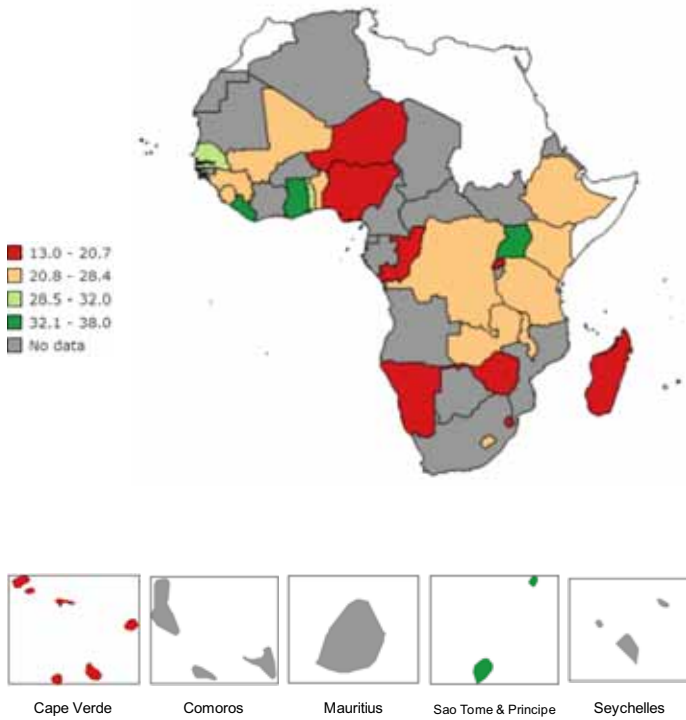 13.0 - 20.7
20.8 - 28.4
28.5 - 32.0
32.1 - 38.0
No data
Cape Verde
Comoros
Mauritius
Sao Tome & Principe
Seychelles